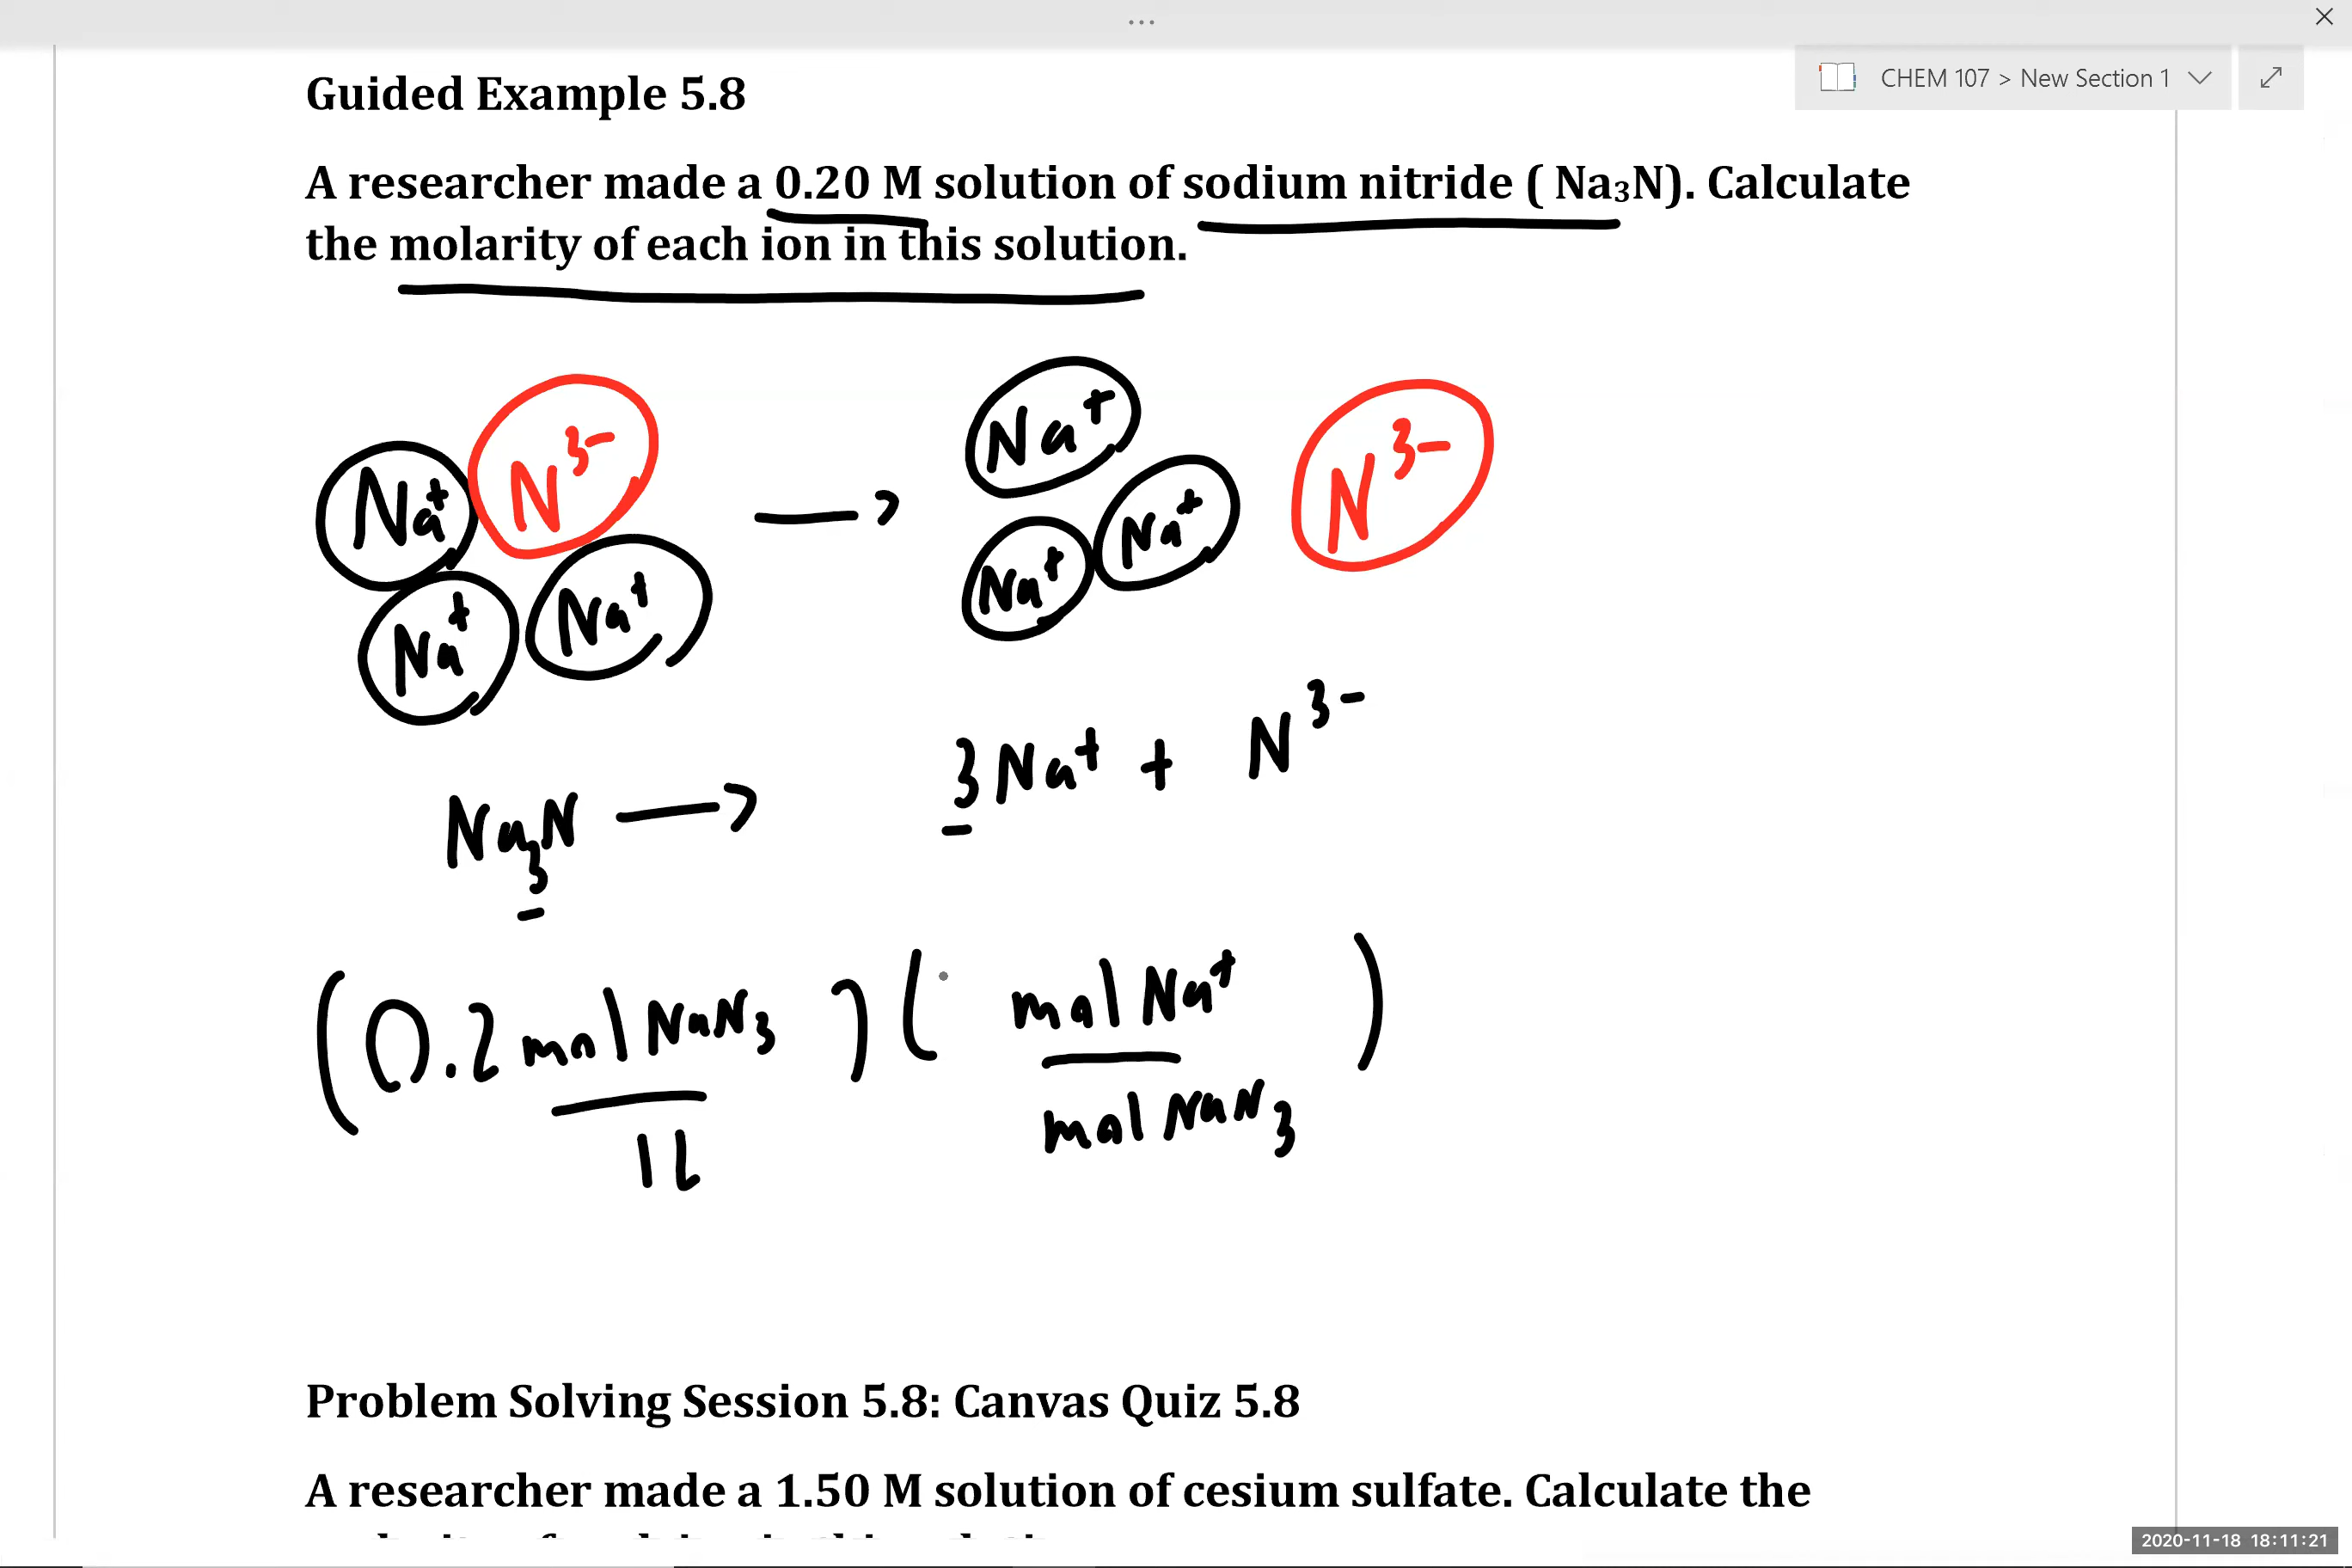 ...
CHEM 107 > New Section 1
Guided Example 5.8
A researcher made a 0.20 M solution of sodium nitride ( Na₃N). Calculate
the molarity of each ion in this solution.
Na⁺ N³⁻ Na⁺ Na⁺ → Na⁺ Na⁺ Na⁺ N³⁻
Na₃N → 3Na⁺ + N³⁻
(0.2 mol NaN₃ / 1L) ( mol Na⁺ / mol NaN₃ )
Problem Solving Session 5.8: Canvas Quiz 5.8
A researcher made a 1.50 M solution of cesium sulfate. Calculate the
2020-11-18 18:11:21